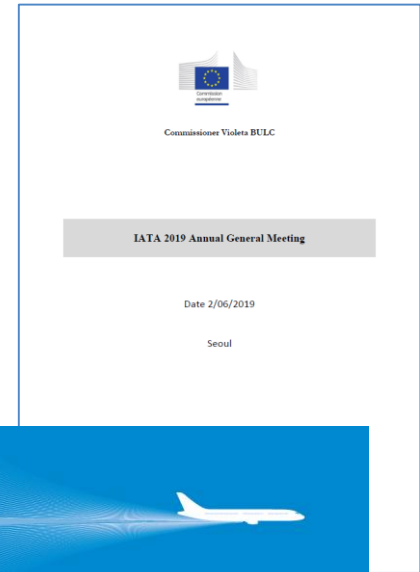 Commission
européenne
Commissioner Violeta BULC
IATA 2019 Annual General Meeting
Date 2/06/2019
Seoul